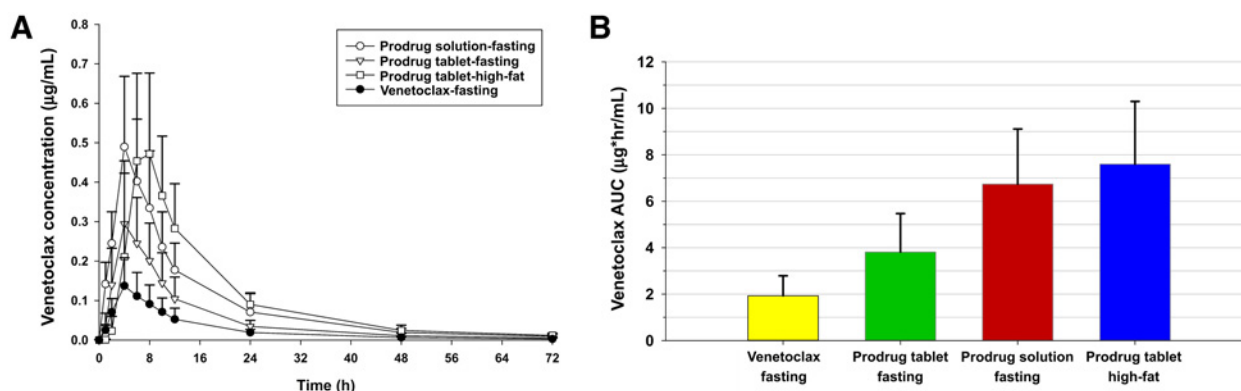 A
Venetoclax concentration (μg/mL)
0.8
0.7
0.6
0.5
0.4
0.3
0.2
0.1
0.0
0 8 16 24 32 40 48 56 64 72
Time (h)
Prodrug solution-fasting
Prodrug tablet-fasting
Prodrug tablet-high-fat
Venetoclax-fasting
B
Venetoclax AUC (μg*hr/mL)
12
10
8
6
4
2
0
Venetoclax Prodrug tablet Prodrug solution Prodrug tablet
fasting fasting fasting high-fat